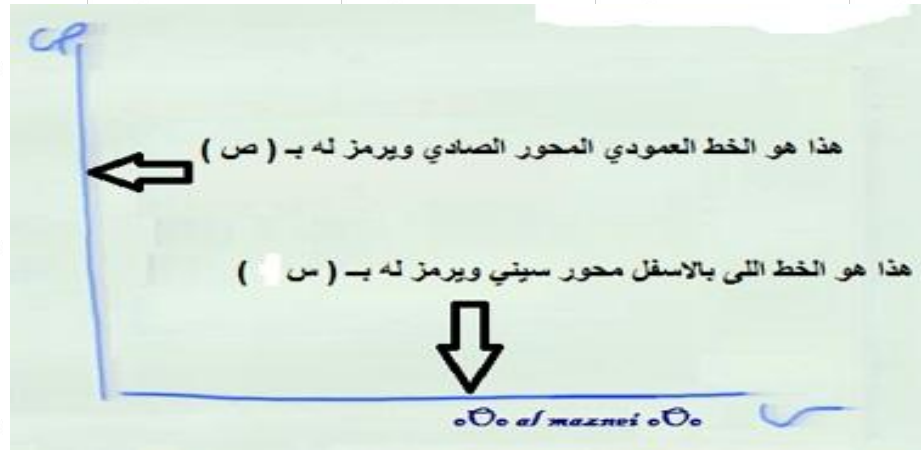 ص
هذا هو الخط العمودي المحور الصادي ويرمز له بـ ( ص )
هذا هو الخط اللى بالاسفل محور سيني ويرمز له بـ ( س )
oOo al maznei oOo
س